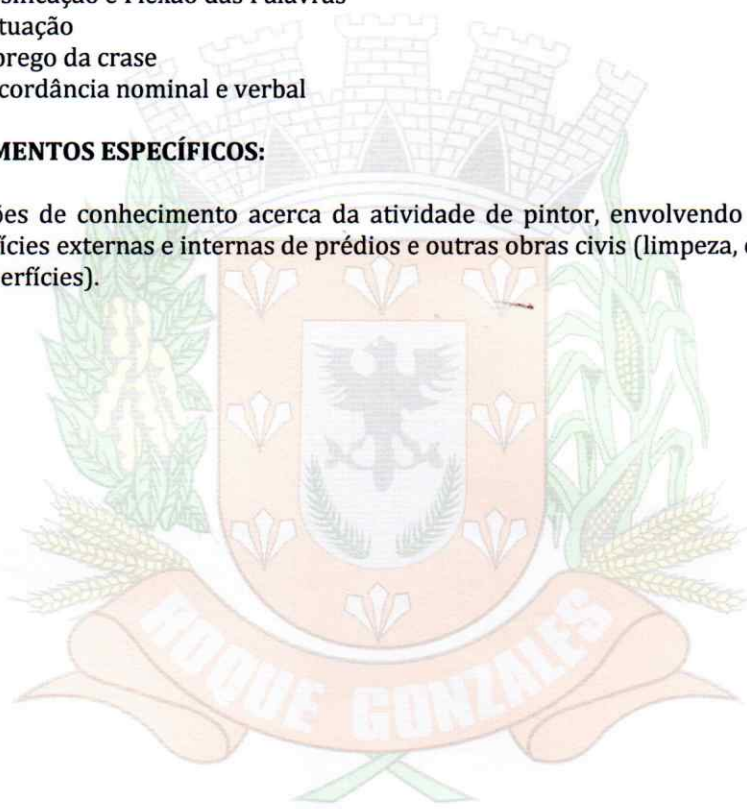 sificação e Flexão das Palavras
tuação
prego da crase
cordância nominal e verbal
MENTOS ESPECÍFICOS:
ões de conhecimento acerca da atividade de pintor, envolvendo
ícies externas e internas de prédios e outras obras civis (limpeza,
erfícies).
ROQUE GONZALES